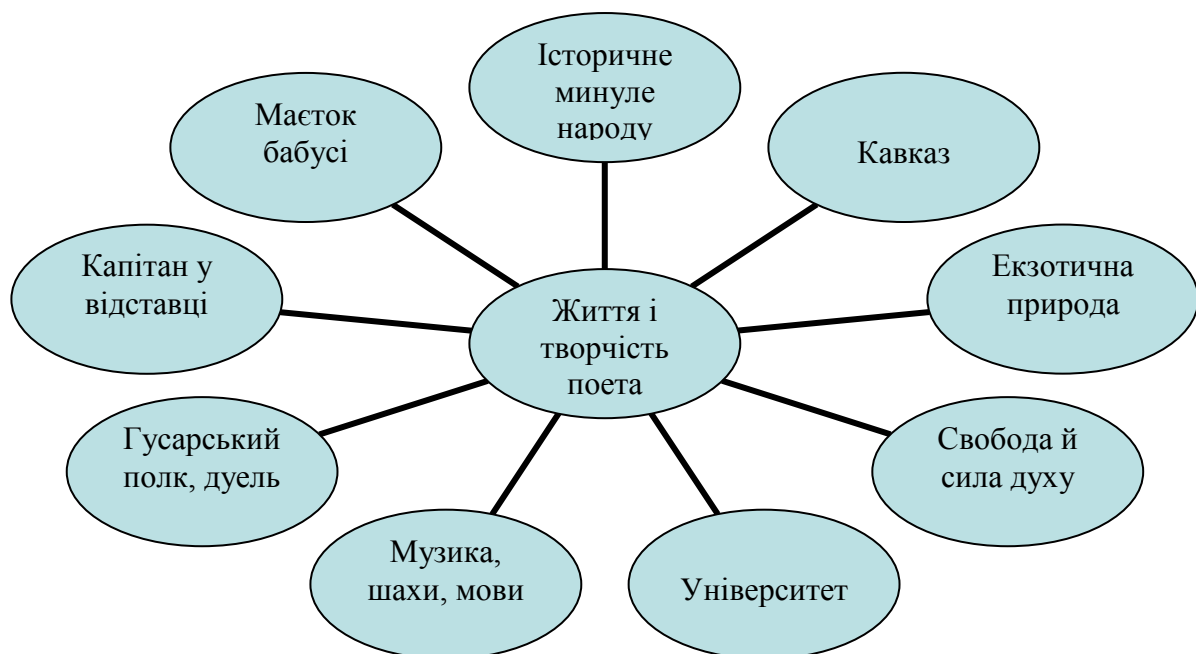 Історичне
минуле
народу
Маєток
бабусі
Кавказ
Капітан у
відставці
Екзотична
природа
Життя і
творчість
поета
Гусарський
полк, дуель
Свобода й
сила духу
Музика,
шахи, мови
Університет